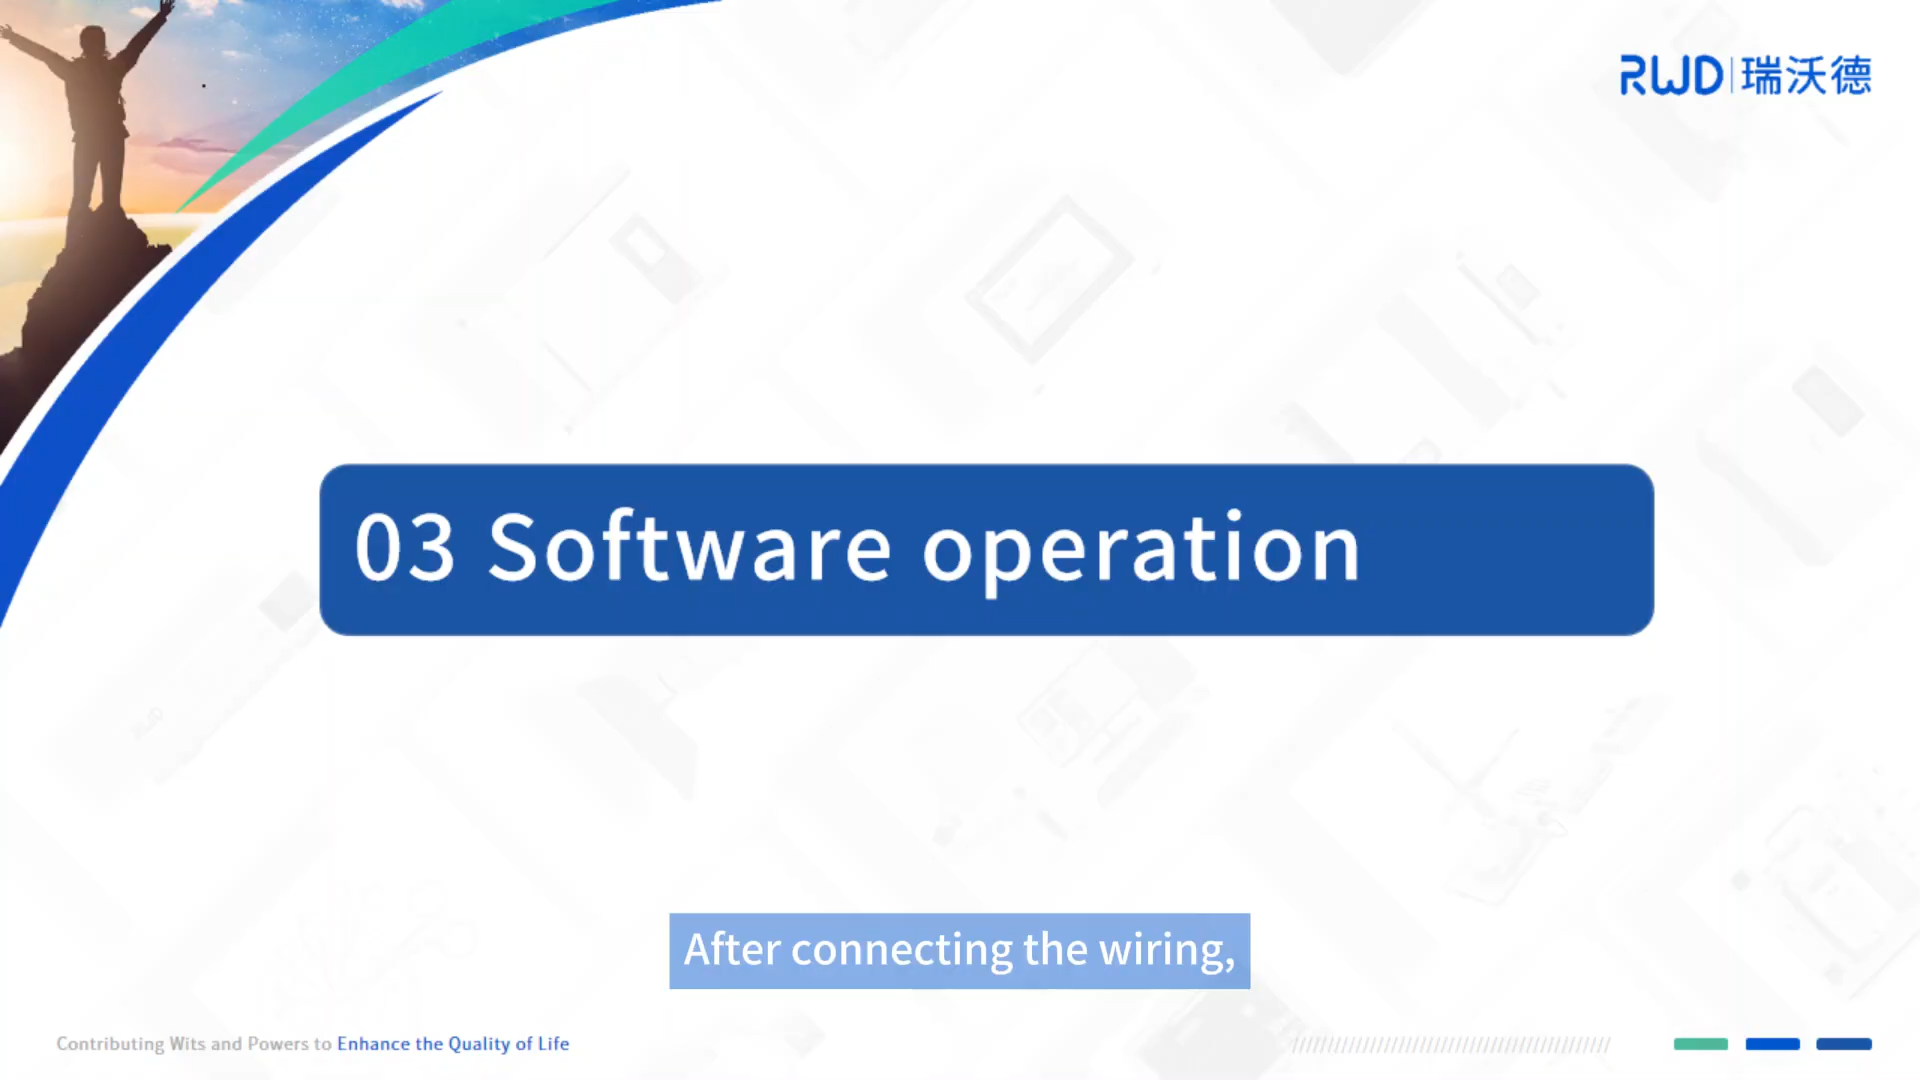 RWD 瑞沃德
03 Software operation
After connecting the wiring,
Contributing Wits and Powers to Enhance the Quality of Life